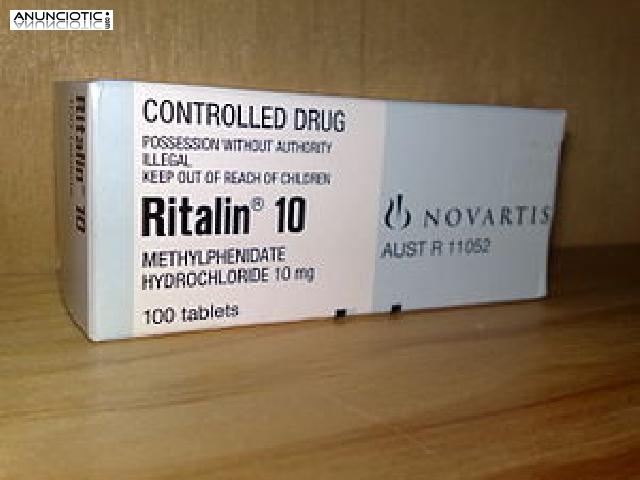 ANUNCIOTIC.com
CONTROLLED DRUG
POSSESSION WITHOUT AUTHORITY
ILLEGAL
KEEP OUT OF REACH OF CHILDREN
Ritalin® 10
METHYLPHENIDATE
HYDROCHLORIDE 10 mg
100 tablets
NOVARTIS
AUST R 11052
Ritalin® 10